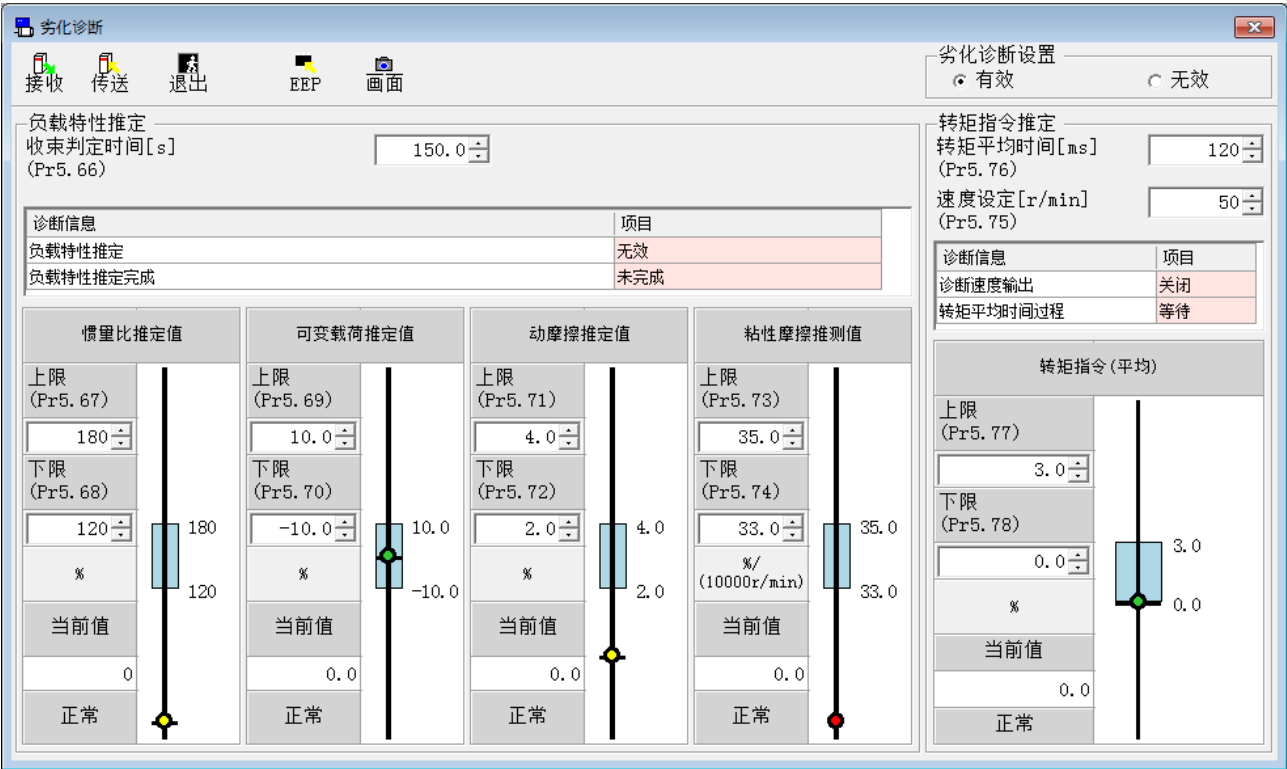 劣化诊断
接收 传送 退出 EEP 画面
劣化诊断设置
有效 无效
负载特性推定
收束判定时间[s]
(Pr5.66)
150.0
诊断信息 项目
负载特性推定 无效
负载特性推定完成 未完成
惯量比推定值
上限
(Pr5.67)
180
下限
(Pr5.68)
120
%
当前值
0
正常
180
120
可变载荷推定值
上限
(Pr5.69)
10.0
下限
(Pr5.70)
-10.0
%
当前值
0.0
正常
10.0
-10.0
动摩擦推定值
上限
(Pr5.71)
4.0
下限
(Pr5.72)
2.0
%
当前值
0.0
正常
4.0
2.0
粘性摩擦推测值
上限
(Pr5.73)
35.0
下限
(Pr5.74)
33.0
%/
(10000r/min)
当前值
0.0
正常
35.0
33.0
转矩指令推定
转矩平均时间[ms]
(Pr5.76)
120
速度设定[r/min]
(Pr5.75)
50
诊断信息 项目
诊断速度输出 关闭
转矩平均时间过程 等待
转矩指令(平均)
上限
(Pr5.77)
3.0
下限
(Pr5.78)
0.0
%
当前值
0.0
正常
3.0
0.0